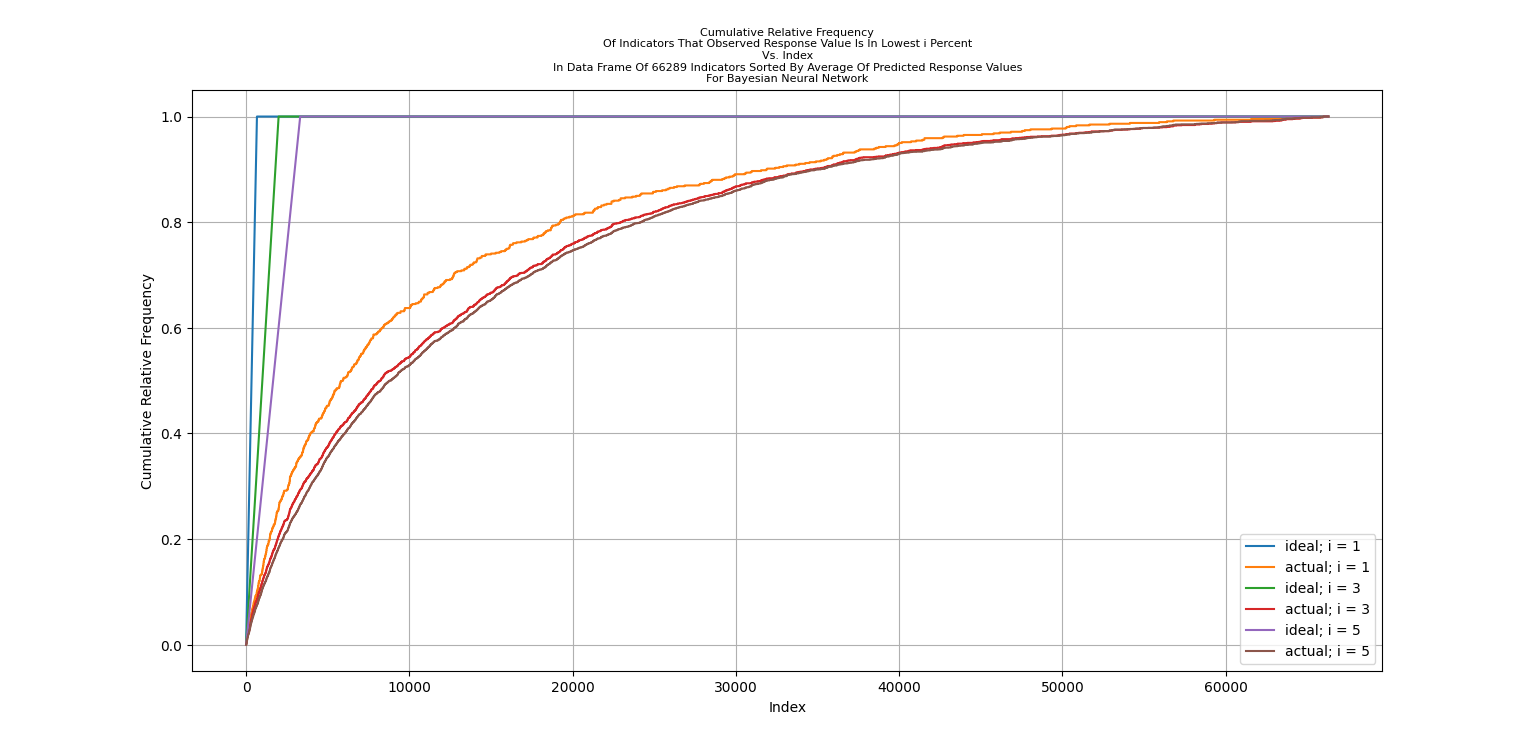 Cumulative Relative Frequency
Of Indicators That Observed Response Value Is In Lowest i Percent
Vs. Index
In Data Frame Of 66289 Indicators Sorted By Average Of Predicted Response Values
For Bayesian Neural Network
Cumulative Relative Frequency
1.0
0.8
0.6
0.4
0.2
0.0
0 10000 20000 30000 40000 50000 60000
Index
ideal; i = 1
actual; i = 1
ideal; i = 3
actual; i = 3
ideal; i = 5
actual; i = 5